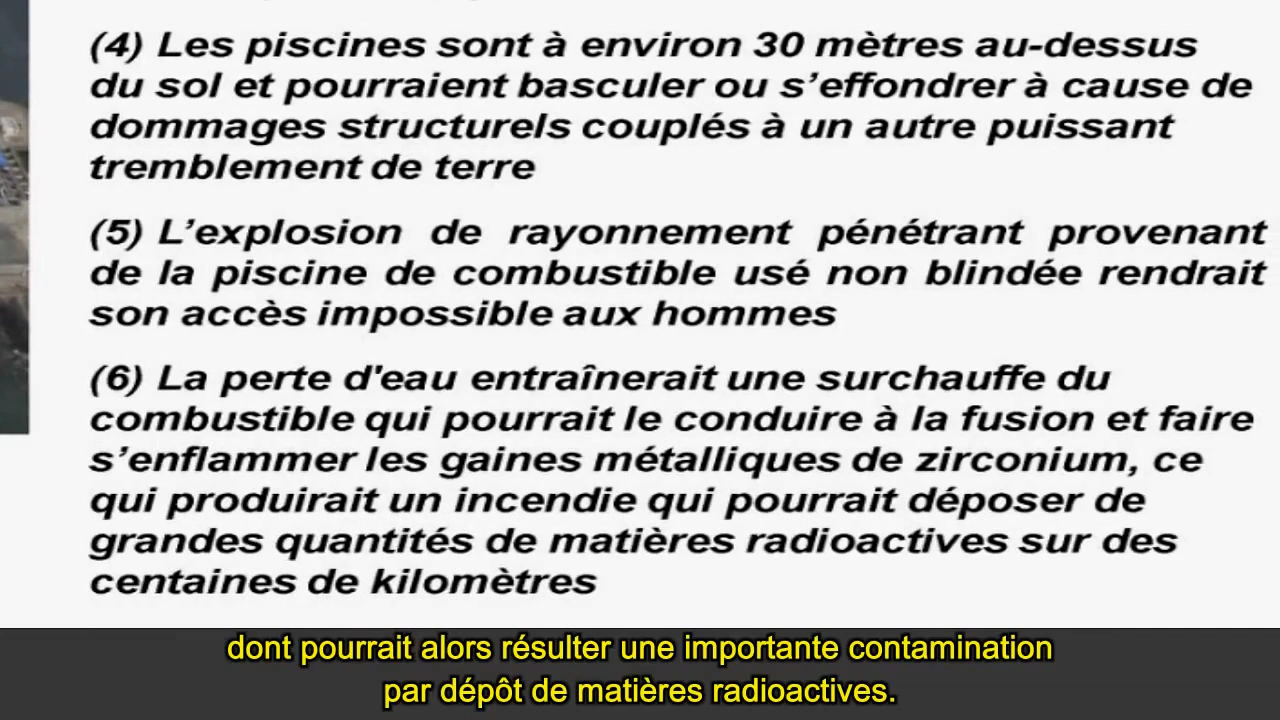 (4) Les piscines sont à environ 30 mètres au-dessus
du sol et pourraient basculer ou s’effondrer à cause de
dommages structurels couplés à un autre puissant
tremblement de terre
(5) L’explosion de rayonnement pénétrant provenant
de la piscine de combustible usé non blindée rendrait
son accès impossible aux hommes
(6) La perte d'eau entraînerait une surchauffe du
combustible qui pourrait le conduire à la fusion et faire
s’enflammer les gaines métalliques de zirconium, ce
qui produirait un incendie qui pourrait déposer de
grandes quantités de matières radioactives sur des
centaines de kilomètres
dont pourrait alors résulter une importante contamination
par dépôt de matières radioactives.